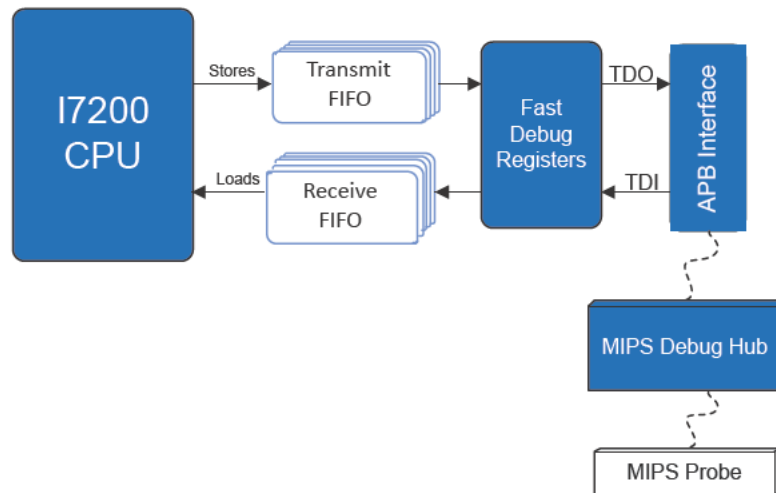 I7200
CPU
Stores
Transmit
FIFO
Loads
Receive
FIFO
Fast
Debug
Registers
TDO
TDI
APB Interface
MIPS Debug Hub
MIPS Probe